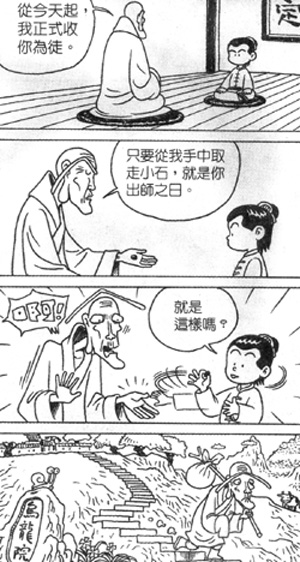 從今天起，
我正式收
你為徒。
定
只要從我手中取
走小石，就是你
出師之日。
啊!
就是
這樣嗎？
烏龍院